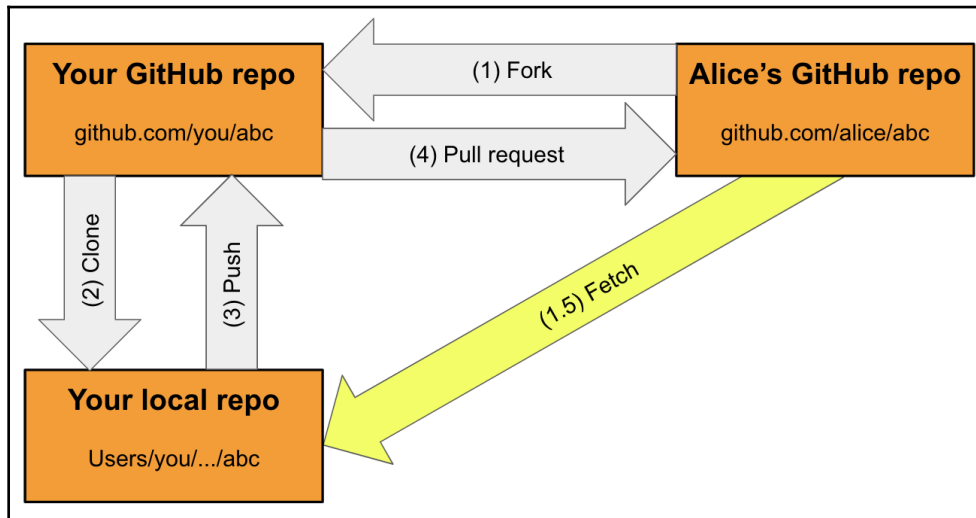 Your GitHub repo
github.com/you/abc
(1) Fork
Alice’s GitHub repo
github.com/alice/abc
(4) Pull request
(2) Clone
(3) Push
(1.5) Fetch
Your local repo
Users/you/.../abc